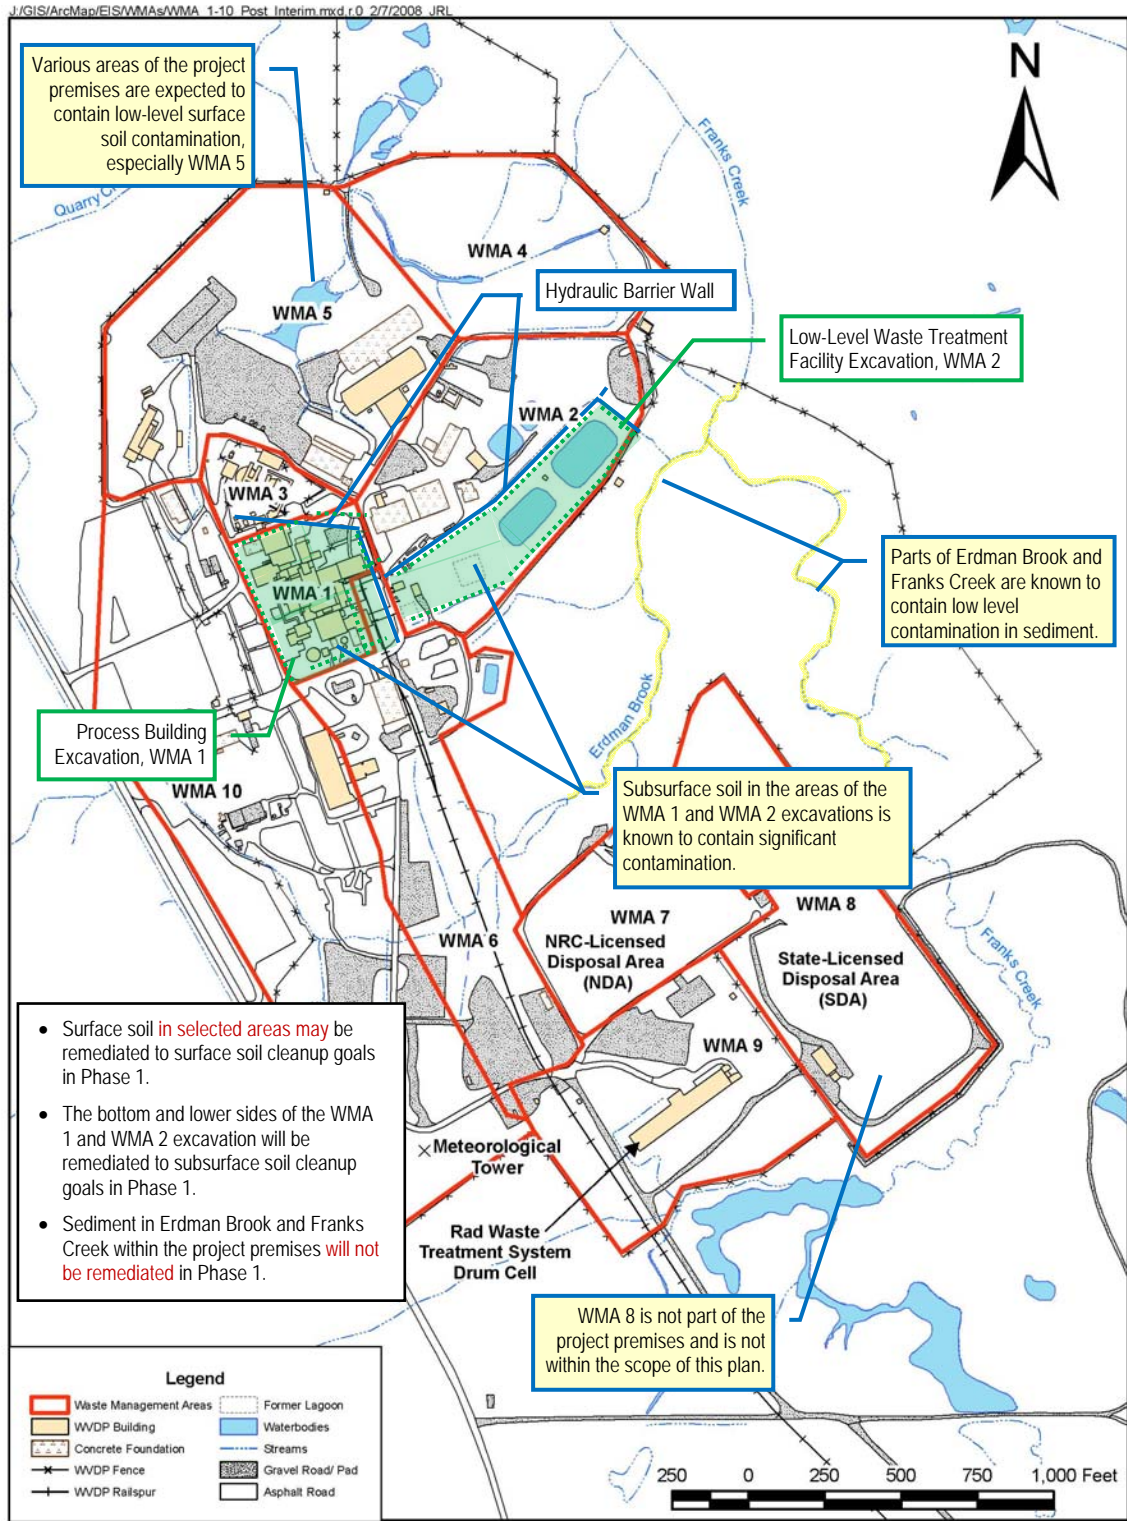 J:/GIS/ArcMap/EIS/WMAs/WMA_1-10_Post_Interim.mxd.r.0_2/7/2008_JRL
Various areas of the project
premises are expected to
contain low-level surface
soil contamination,
especially WMA 5
N
Franks Creek
Quarry
WMA 4
Hydraulic Barrier Wall
WMA 5
Low-Level Waste Treatment
Facility Excavation, WMA 2
WMA 2
WMA 3
Parts of Erdman Brook and
Franks Creek are known to
contain low level
contamination in sediment.
WMA 1
Erdman Brook
Process Building
Excavation, WMA 1
WMA 10
Subsurface soil in the areas of the
WMA 1 and WMA 2 excavations is
known to contain significant
contamination.
WMA 7
NRC-Licensed
Disposal Area
(NDA)
WMA 8
State-Licensed
Disposal Area
(SDA)
Franks Creek
WMA 6
WMA 9
• Surface soil in selected areas may be
remediated to surface soil cleanup goals
in Phase 1.
• The bottom and lower sides of the WMA
1 and WMA 2 excavation will be
remediated to subsurface soil cleanup
goals in Phase 1.
• Sediment in Erdman Brook and Franks
Creek within the project premises will not
be remediated in Phase 1.
Meteorological
Tower
Rad Waste
Treatment System
Drum Cell
WMA 8 is not part of the
project premises and is not
within the scope of this plan.
Legend
Waste Management Areas
WVDP Building
Concrete Foundation
WVDP Fence
WVDP Railspur
Former Lagoon
Waterbodies
Streams
Gravel Road/ Pad
Asphalt Road
250 0 250 500 750 1,000 Feet